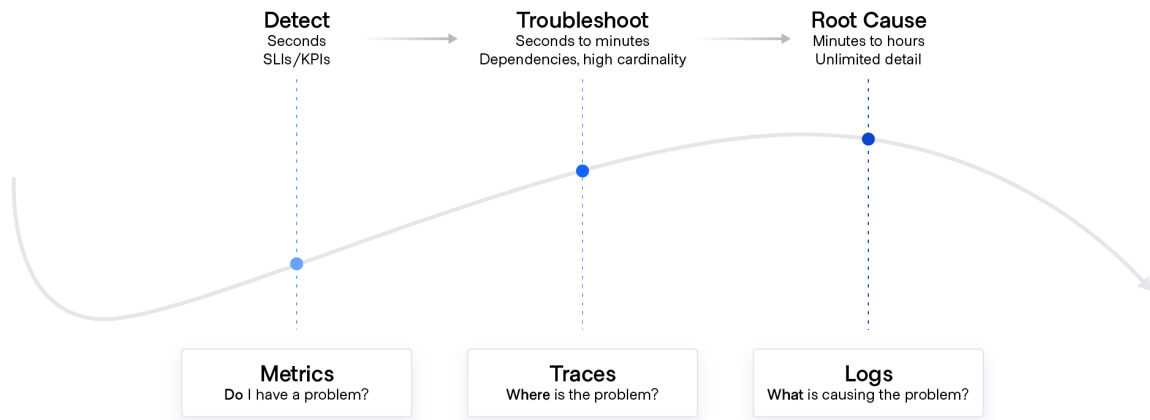 Detect
Seconds
SLIs/KPIs
Troubleshoot
Seconds to minutes
Dependencies, high cardinality
Root Cause
Minutes to hours
Unlimited detail
Metrics
Do I have a problem?
Traces
Where is the problem?
Logs
What is causing the problem?